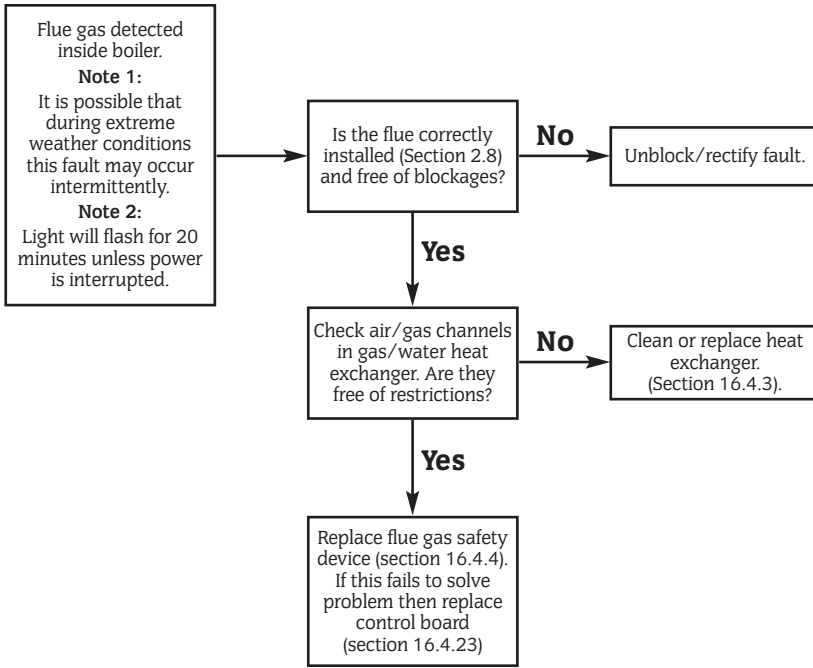 Flue gas detected
inside boiler.
Note 1:
It is possible that
during extreme
weather conditions
this fault may occur
intermittently.
Note 2:
Light will flash for 20
minutes unless power
is interrupted.
Is the flue correctly
installed (Section 2.8)
and free of blockages?
No
Unblock/rectify fault.
Yes
Check air/gas channels
in gas/water heat
exchanger. Are they
free of restrictions?
No
Clean or replace heat
exchanger.
(Section 16.4.3).
Yes
Replace flue gas safety
device (section 16.4.4).
If this fails to solve
problem then replace
control board
(section 16.4.23)